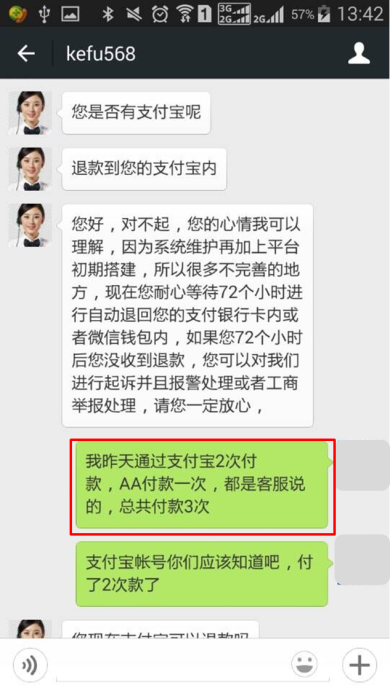 3G 1 2G 2G 57% 13:42
kefu568
您是否有支付宝呢
退款到您的支付宝内
您好，对不起，您的心情我可以
理解，因为系统维护再加上平台
初期搭建，所以很多不完善的地
方，现在您耐心等待72个小时进
行自动退回您的支付银行卡内或
者微信钱包内，如果您72个小时
后您没收到退款，您可以对我们
进行起诉并且报警处理或者工商
举报处理，请您一定放心，
我昨天通过支付宝2次付
款，AA付款一次，都是客服说
的，总共付款3次
支付宝帐号你们应该知道吧，付
了2次款了
您现在支付宝可以退款吗